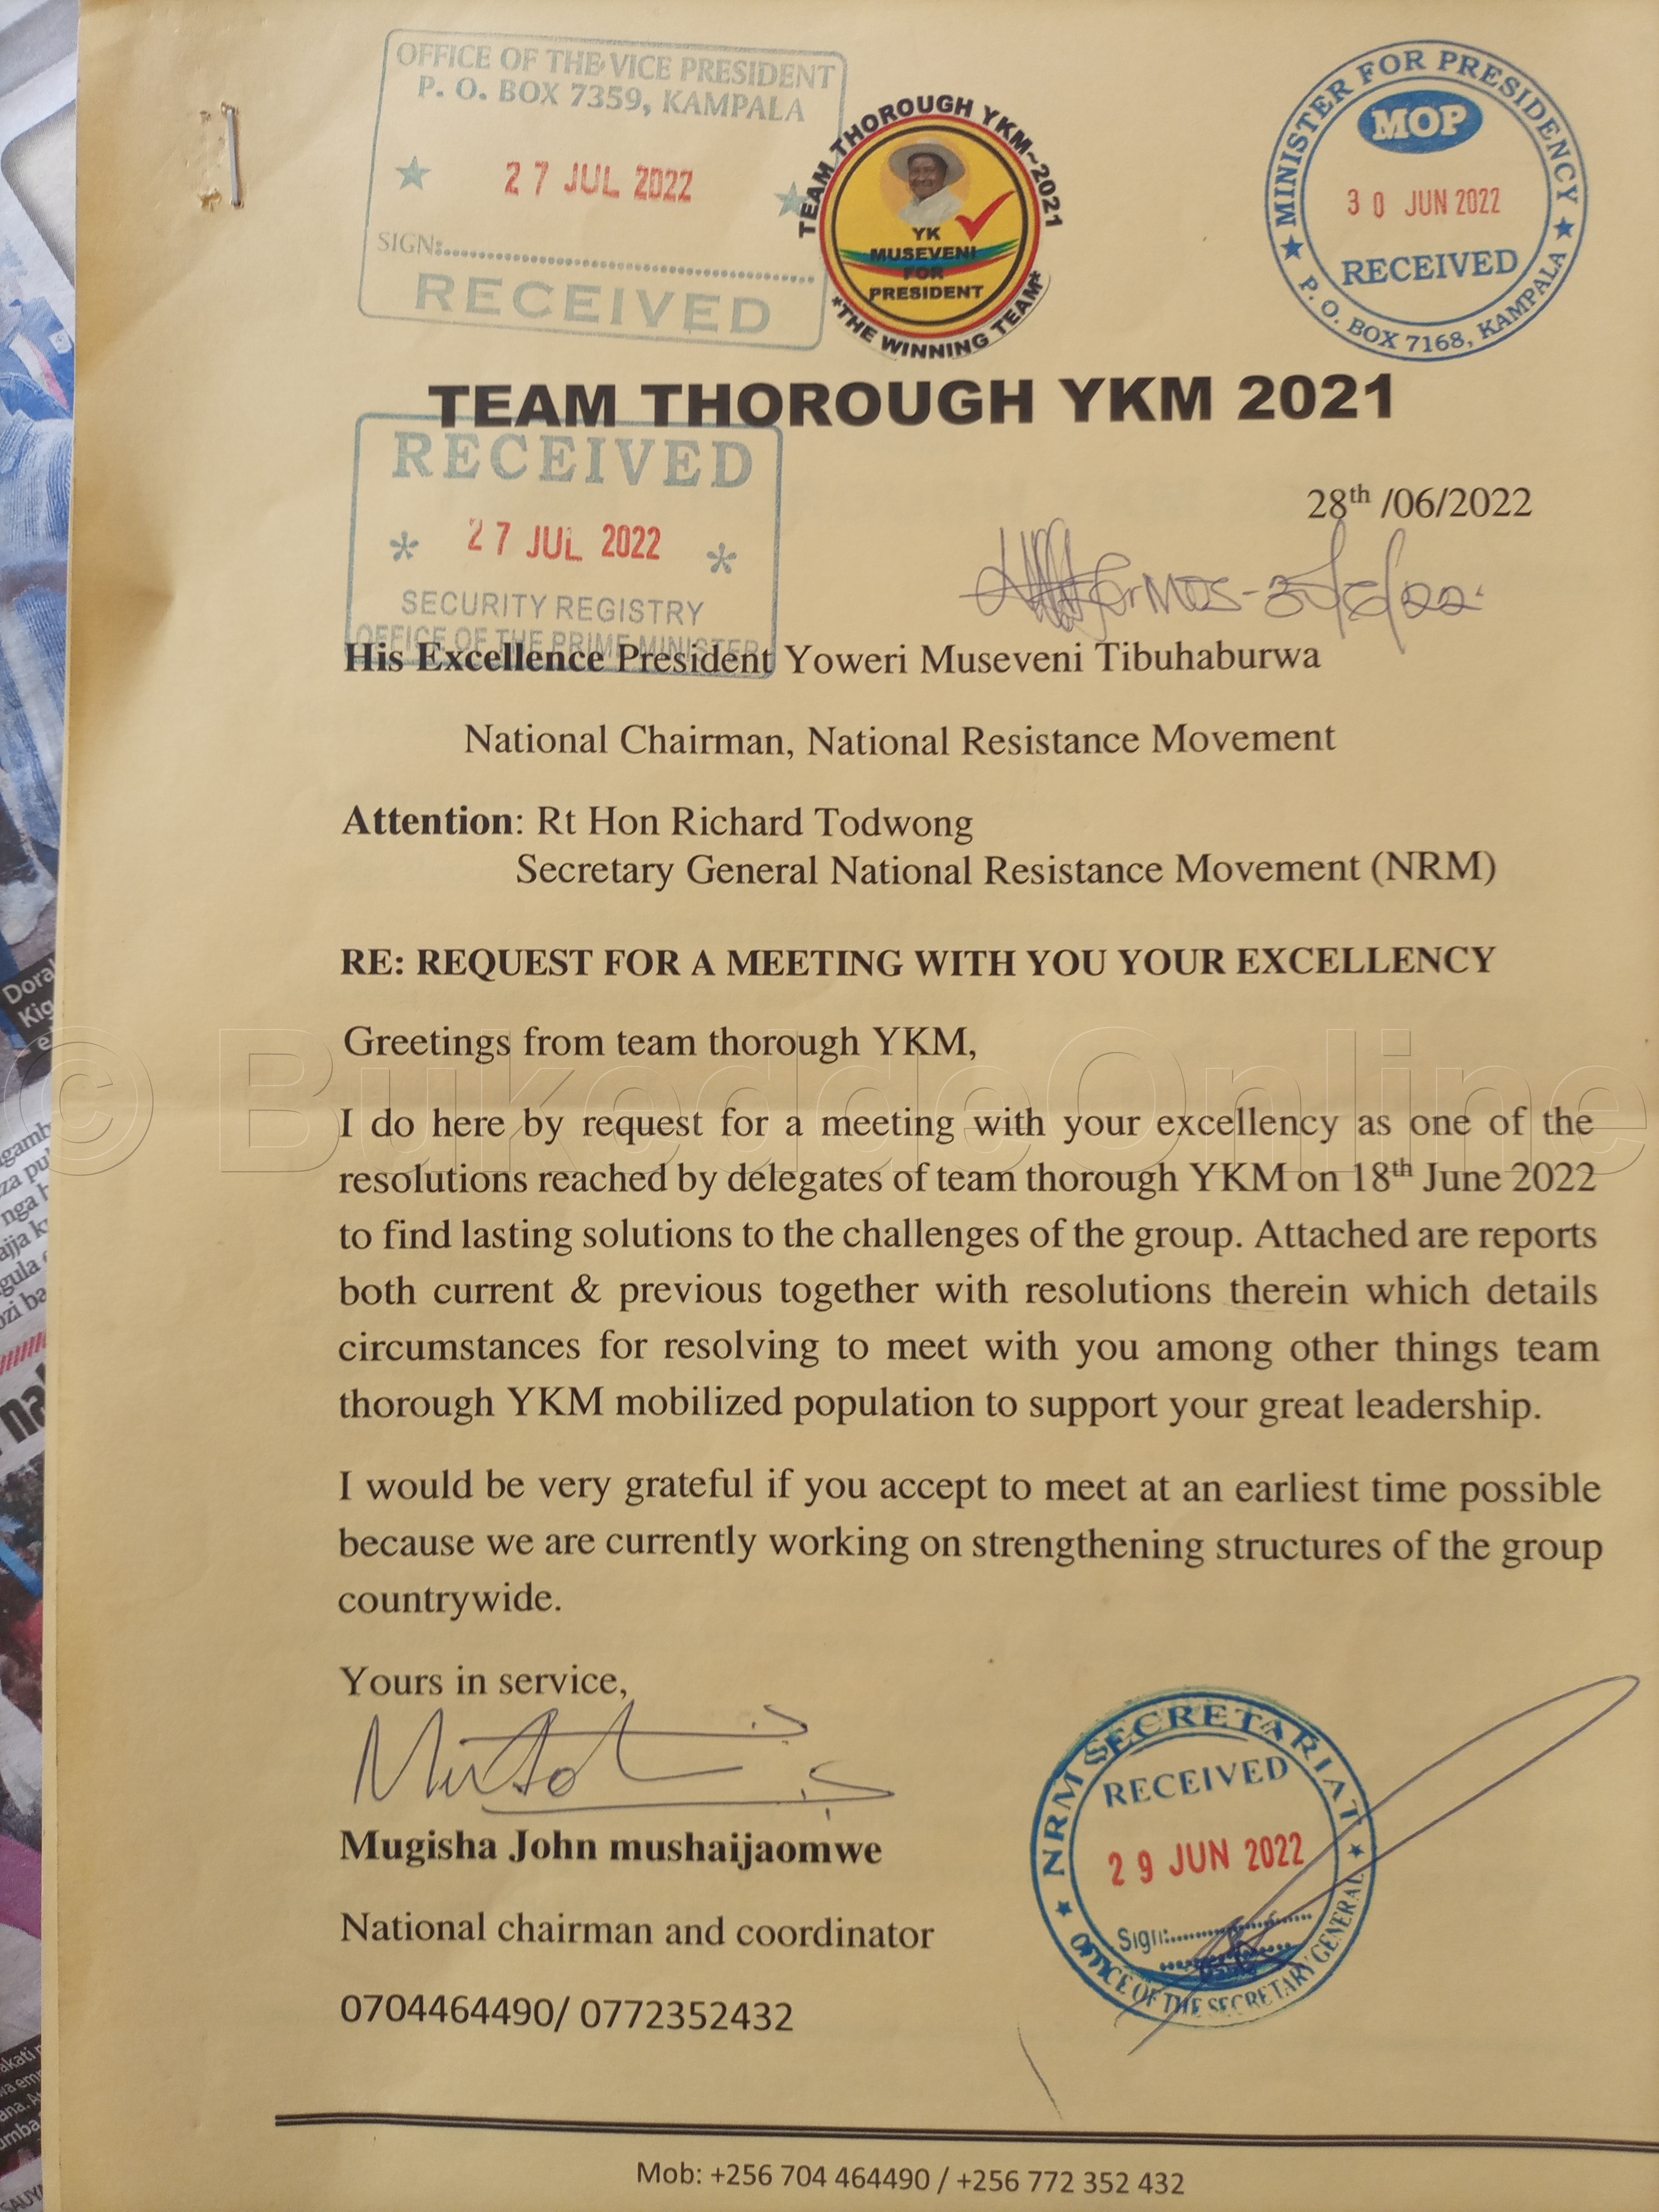 OFFICE OF THE VICE PRESIDENT
P. O. BOX 7359, KAMPALA
27 JUL 2022
SIGN:
RECEIVED
TEAM THOROUGH YKM~2021
YK
MUSEVENI
FOR
PRESIDENT
*THE WINNING TEAM*
MINISTER FOR PRESIDENCY
MOP
30 JUN 2022
RECEIVED
P. O. BOX 7168, KAMPALA
TEAM THOROUGH YKM 2021
RECEIVED
27 JUL 2022
SECURITY REGISTRY
OFFICE OF THE PRIME MINISTER
28th /06/2022
His Excellence President Yoweri Museveni Tibuhaburwa
National Chairman, National Resistance Movement
Attention: Rt Hon Richard Todwong
Secretary General National Resistance Movement (NRM)
RE: REQUEST FOR A MEETING WITH YOU YOUR EXCELLENCY
Greetings from team thorough YKM,
© BukeddeOnline
I do here by request for a meeting with your excellency as one of the
resolutions reached by delegates of team thorough YKM on 18th June 2022
to find lasting solutions to the challenges of the group. Attached are reports
both current & previous together with resolutions therein which details
circumstances for resolving to meet with you among other things team
thorough YKM mobilized population to support your great leadership.
I would be very grateful if you accept to meet at an earliest time possible
because we are currently working on strengthening structures of the group
countrywide.
Yours in service,
Mugisha John mushaijaomwe
National chairman and coordinator
0704464490/ 0772352432
NRM SECRETARIAT
RECEIVED
29 JUN 2022
Sign:
OFFICE OF THE SECRETARY GENERAL
Mob: +256 704 464490 / +256 772 352 432